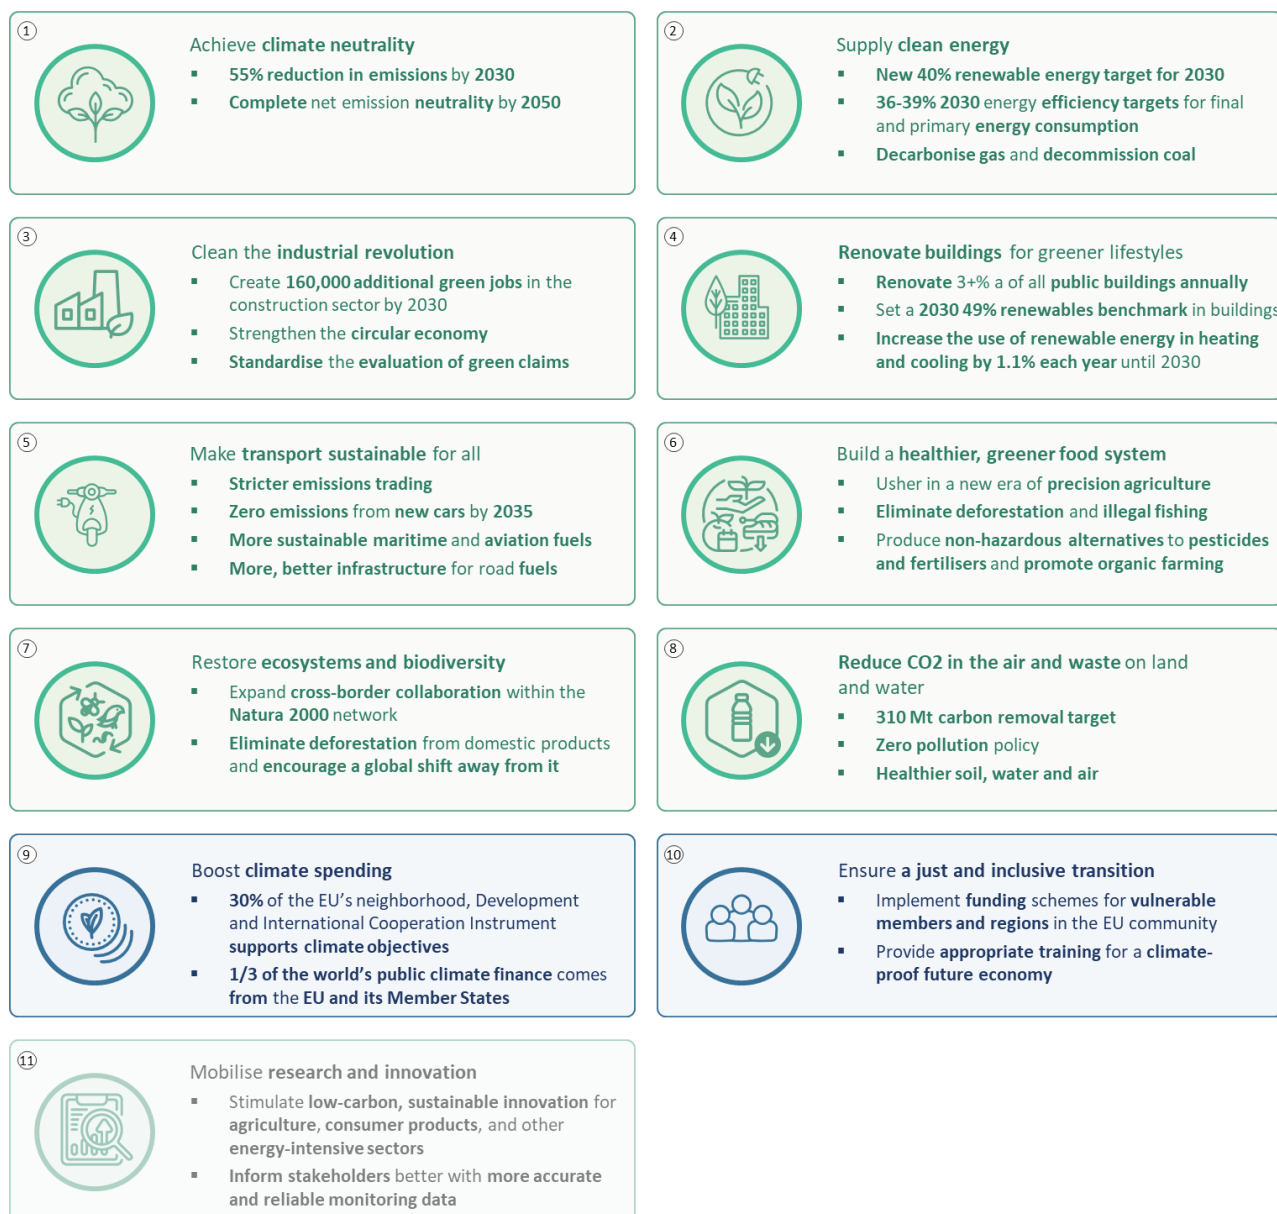 1
Achieve climate neutrality
▪ 55% reduction in emissions by 2030
▪ Complete net emission neutrality by 2050
2
Supply clean energy
▪ New 40% renewable energy target for 2030
▪ 36-39% 2030 energy efficiency targets for final
and primary energy consumption
▪ Decarbonise gas and decommission coal
3
Clean the industrial revolution
▪ Create 160,000 additional green jobs in the
construction sector by 2030
▪ Strengthen the circular economy
▪ Standardise the evaluation of green claims
4
Renovate buildings for greener lifestyles
▪ Renovate 3+% a of all public buildings annually
▪ Set a 2030 49% renewables benchmark in buildings
▪ Increase the use of renewable energy in heating
and cooling by 1.1% each year until 2030
5
Make transport sustainable for all
▪ Stricter emissions trading
▪ Zero emissions from new cars by 2035
▪ More sustainable maritime and aviation fuels
▪ More, better infrastructure for road fuels
6
Build a healthier, greener food system
▪ Usher in a new era of precision agriculture
▪ Eliminate deforestation and illegal fishing
▪ Produce non-hazardous alternatives to pesticides
and fertilisers and promote organic farming
7
Restore ecosystems and biodiversity
▪ Expand cross-border collaboration within the
Natura 2000 network
▪ Eliminate deforestation from domestic products
and encourage a global shift away from it
8
Reduce CO2 in the air and waste on land
and water
▪ 310 Mt carbon removal target
▪ Zero pollution policy
▪ Healthier soil, water and air
9
Boost climate spending
▪ 30% of the EU's neighborhood, Development
and International Cooperation Instrument
supports climate objectives
▪ 1/3 of the world's public climate finance comes
from the EU and its Member States
10
Ensure a just and inclusive transition
▪ Implement funding schemes for vulnerable
members and regions in the EU community
▪ Provide appropriate training for a climate-
proof future economy
11
Mobilise research and innovation
▪ Stimulate low-carbon, sustainable innovation for
agriculture, consumer products, and other
energy-intensive sectors
▪ Inform stakeholders better with more accurate
and reliable monitoring data